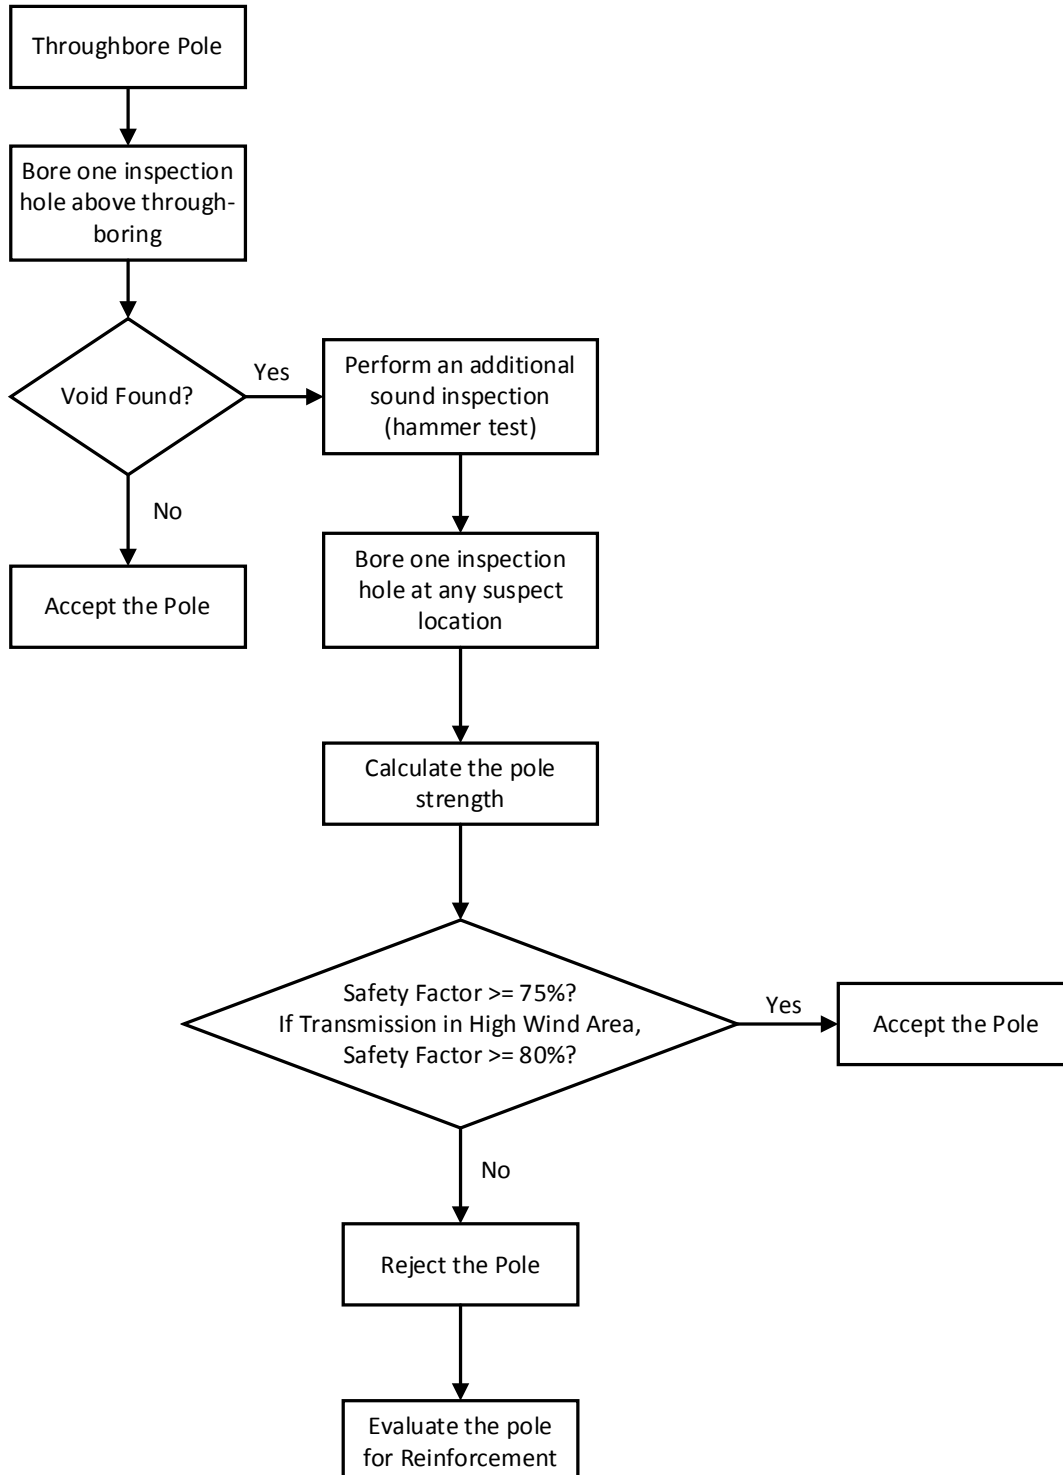 Throughbore Pole
Bore one inspection
hole above through-
boring
Void Found?
Yes
Perform an additional
sound inspection
(hammer test)
No
Accept the Pole
Bore one inspection
hole at any suspect
location
Calculate the pole
strength
Safety Factor >= 75%?
If Transmission in High Wind Area,
Safety Factor >= 80%?
Yes
Accept the Pole
No
Reject the Pole
Evaluate the pole
for Reinforcement